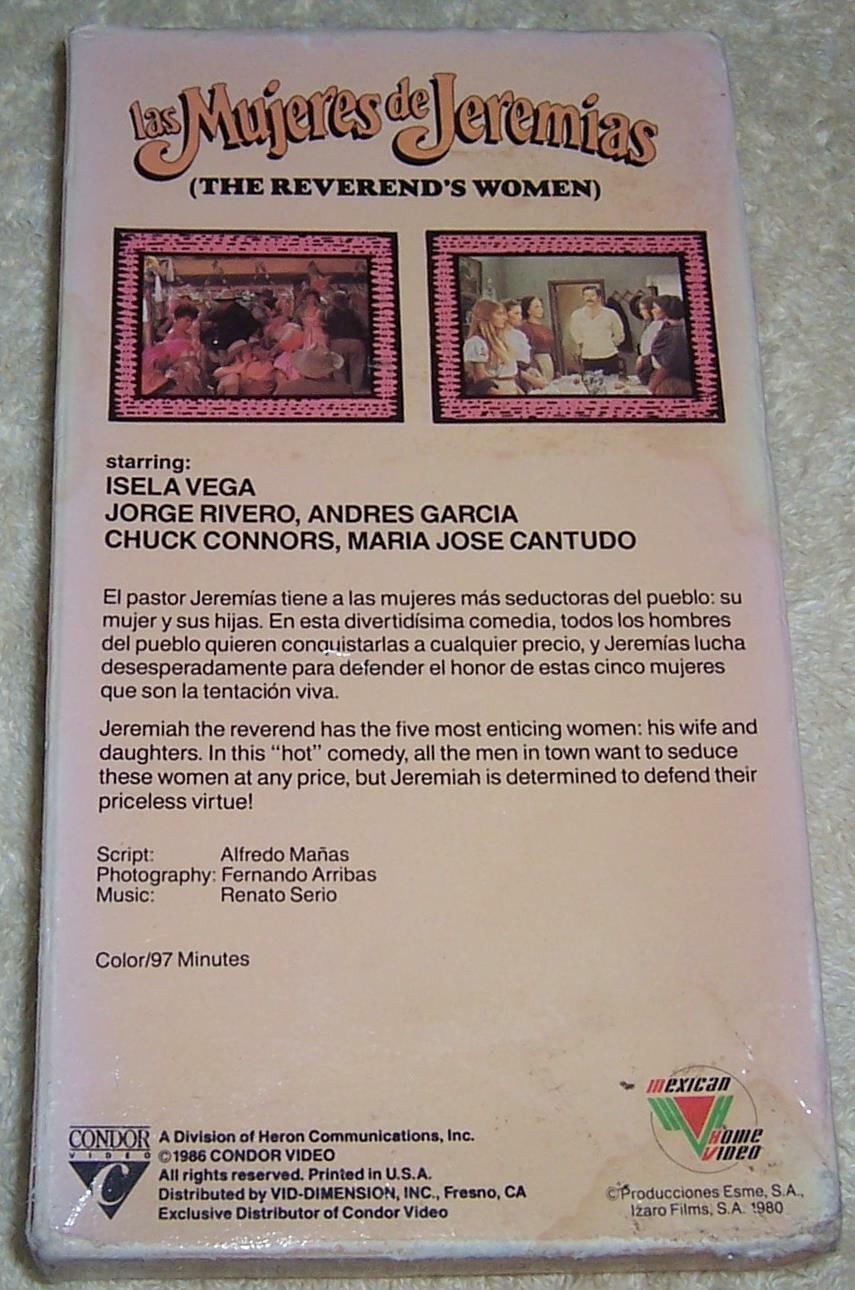 las Mujeres de Jeremias
(THE REVEREND'S WOMEN)
starring:
ISELA VEGA
JORGE RIVERO, ANDRES GARCIA
CHUCK CONNORS, MARIA JOSE CANTUDO
El pastor Jeremías tiene a las mujeres más seductoras del pueblo: su
mujer y sus hijas. En esta divertidísima comedia, todos los hombres
del pueblo quieren conquistarlas a cualquier precio, y Jeremías lucha
desesperadamente para defender el honor de estas cinco mujeres
que son la tentación viva.
Jeremiah the reverend has the five most enticing women: his wife and
daughters. In this "hot" comedy, all the men in town want to seduce
these women at any price, but Jeremiah is determined to defend their
priceless virtue!
Script: Alfredo Mañas
Photography: Fernando Arribas
Music: Renato Serio
Color/97 Minutes
CONDOR
VIDEO
A Division of Heron Communications, Inc.
©1986 CONDOR VIDEO
All rights reserved. Printed in U.S.A.
Distributed by VID-DIMENSION, INC., Fresno, CA
Exclusive Distributor of Condor Video
mexican
Home
Video
©Producciones Esme, S.A.,
Izaro Films, S.A. 1980